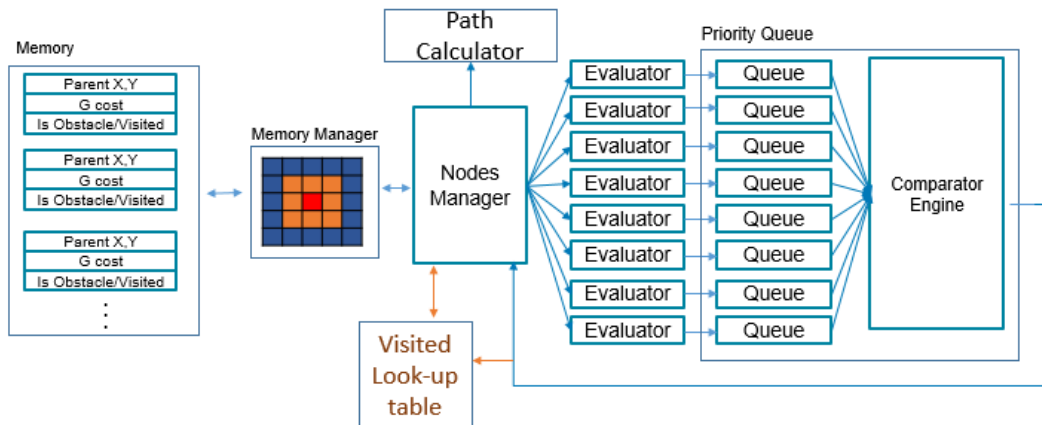 Memory
Parent X,Y
G cost
Is Obstacle/Visited
Parent X,Y
G cost
Is Obstacle/Visited
Parent X,Y
G cost
Is Obstacle/Visited
Memory Manager
Path
Calculator
Nodes
Manager
Visited
Look-up
table
Evaluator
Evaluator
Evaluator
Evaluator
Evaluator
Evaluator
Evaluator
Evaluator
Priority Queue
Queue
Queue
Queue
Queue
Queue
Queue
Queue
Queue
Comparator
Engine